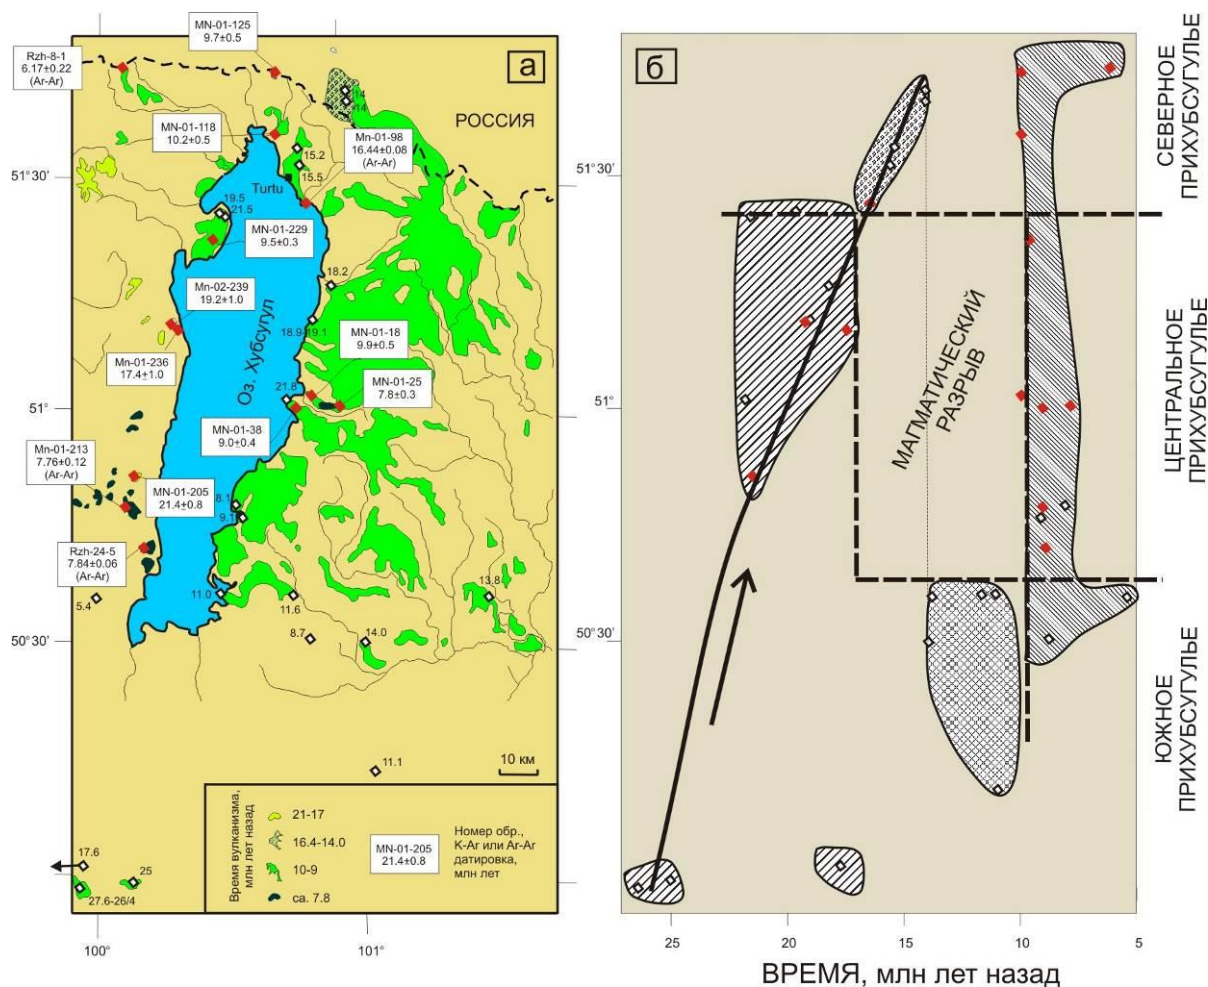 MN-01-125
9.7±0.5
Rzh-8-1
6.17±0.22
(Ar-Ar)
а
14
14
РОССИЯ
MN-01-118
10.2±0.5
Mn-01-98
16.44±0.08
(Ar-Ar)
51° 30'
15.2
15.5
Turtu
19.5
21.5
MN-01-229
9.5±0.3
18.2
Mn-02-239
19.2±1.0
Оз. Хубсугул
18.9-19.1
MN-01-18
9.9±0.5
Mn-01-236
17.4±1.0
MN-01-25
7.8±0.3
21.8
51°
MN-01-38
9.0±0.4
Mn-01-213
7.76±0.12
(Ar-Ar)
MN-01-205
21.4±0.8
8.1
9.1
Rzh-24-5
7.84±0.06
(Ar-Ar)
5.4
11.0
11.6
13.8
50° 30'
8.7
14.0
11.1
10 км
17.6
25
27.6-26/4
Время вулканизма,
млн лет назад
21-17
16.4-14.0
10-9
ca. 7.8
MN-01-205
21.4±0.8
Номер обр.,
K-Ar или Ar-Ar
датировка,
млн лет
100°
101°
б
51° 30'
51°
50° 30'
МАГМАТИЧЕСКИЙ
РАЗРЫВ
СЕВЕРНОЕ
ПРИХУБСУГУЛЬЕ
ЦЕНТРАЛЬНОЕ
ПРИХУБСУГУЛЬЕ
ЮЖНОЕ
ПРИХУБСУГУЛЬЕ
25
20
15
10
5
ВРЕМЯ, млн лет назад